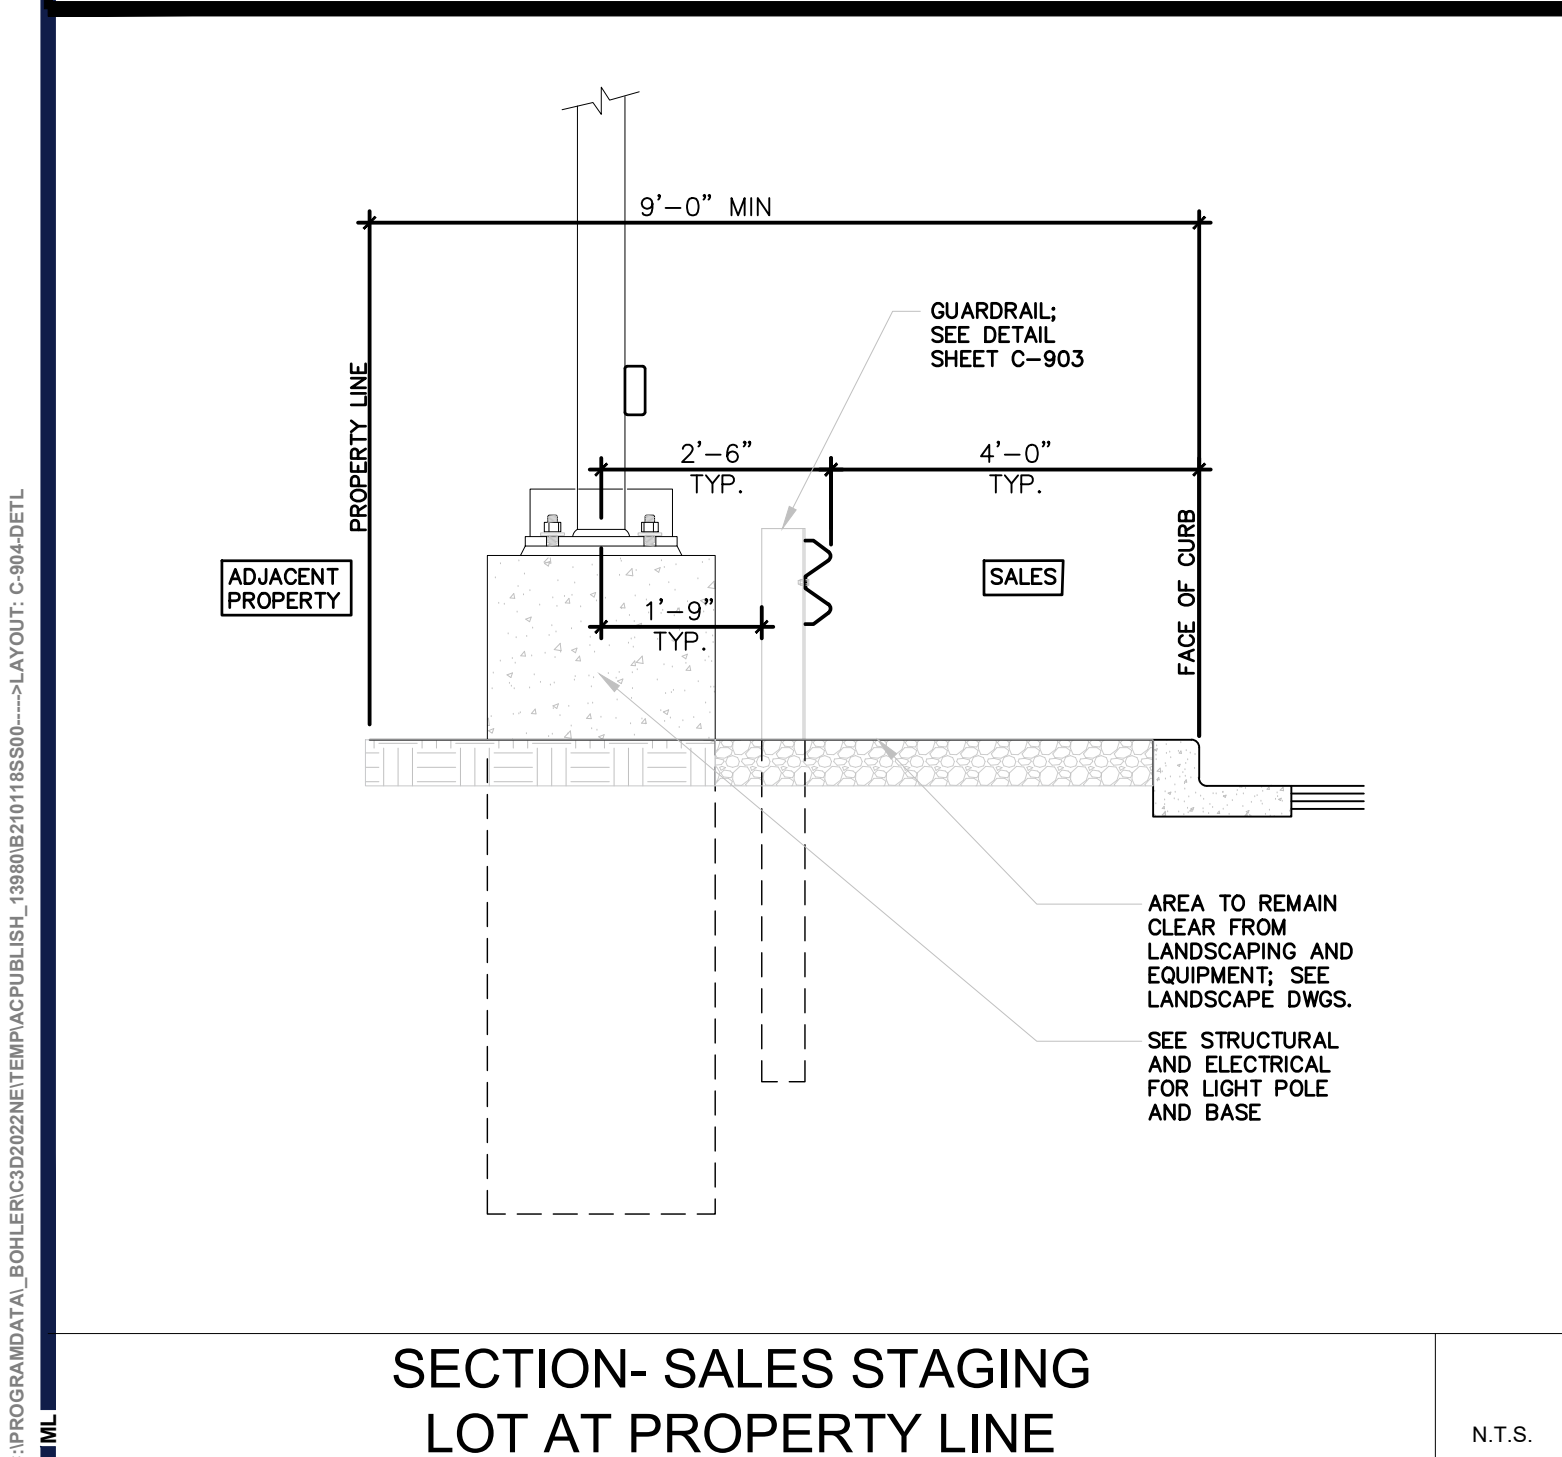 9'-0" MIN
GUARDRAIL;
SEE DETAIL
SHEET C-903
PROPERTY LINE
2'-6"
TYP.
4'-0"
TYP.
FACE OF CURB
ADJACENT
PROPERTY
SALES
1'-9"
TYP.
AREA TO REMAIN
CLEAR FROM
LANDSCAPING AND
EQUIPMENT; SEE
LANDSCAPE DWGS.
SEE STRUCTURAL
AND ELECTRICAL
FOR LIGHT POLE
AND BASE
SECTION- SALES STAGING
LOT AT PROPERTY LINE
N.T.S.
:\PROGRAMDATA\_BOHLER\C3D2022NE\TEMP\ACPUBLISH_13980\B210118SS00----->LAYOUT: C-904-DETL
ML